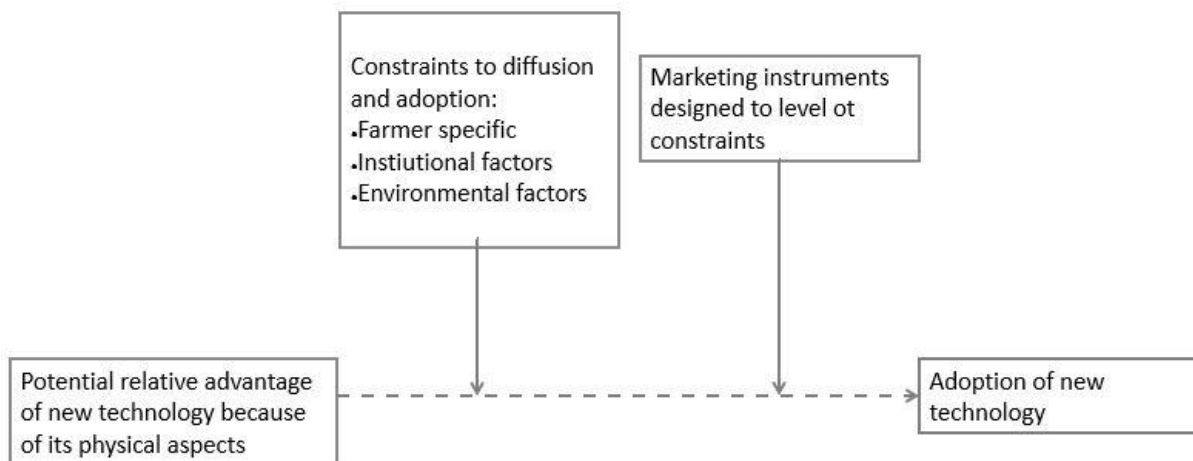 Constraints to diffusion
and adoption:
•Farmer specific
•Instiutional factors
•Environmental factors
Marketing instruments
designed to level ot
constraints
Potential relative advantage
of new technology because
of its physical aspects
Adoption of new
technology